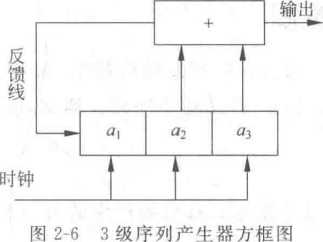 +
输出
反馈线
a₁ a₂ a₃
时钟
图 2-6 3 级序列产生器方框图